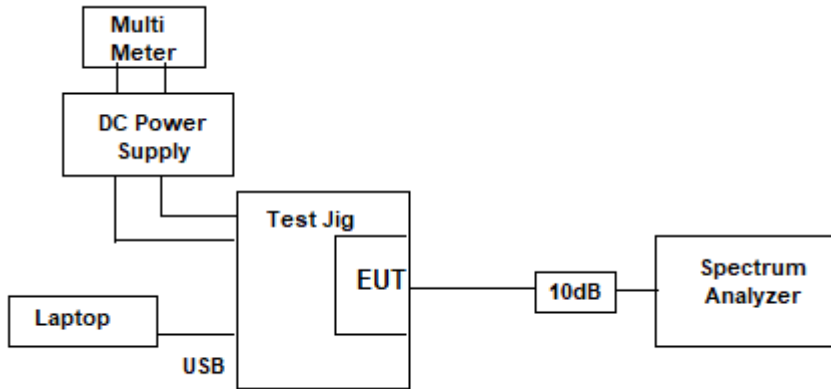 Multi
Meter
DC Power
Supply
Test Jig
EUT
10dB
Spectrum
Analyzer
Laptop
USB